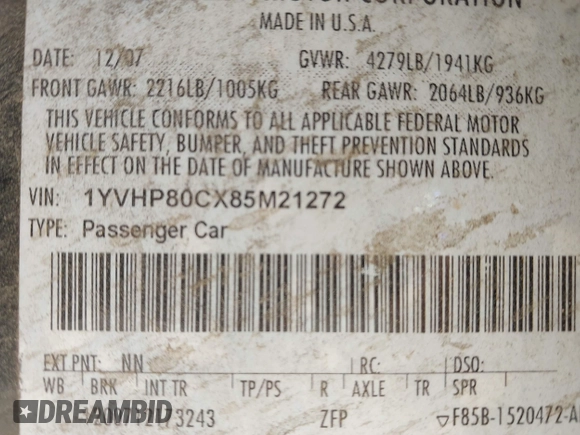 CORPORATION
MADE IN U.S.A.
DATE: 12/07 GVWR: 4279LB/1941KG
FRONT GAWR: 2216LB/1005KG REAR GAWR: 2064LB/936KG
THIS VEHICLE CONFORMS TO ALL APPLICABLE FEDERAL MOTOR
VEHICLE SAFETY, BUMPER, AND THEFT PREVENTION STANDARDS
IN EFFECT ON THE DATE OF MANUFACTURE SHOWN ABOVE.
VIN: 1YVHP80CX85M21272
TYPE: Passenger Car
EXT PNT: NN RC: DSO:
WB BRK INT TR TP/PS R AXLE TR SPR
ZFP ▽F85B-1520472-A
DREAMBID